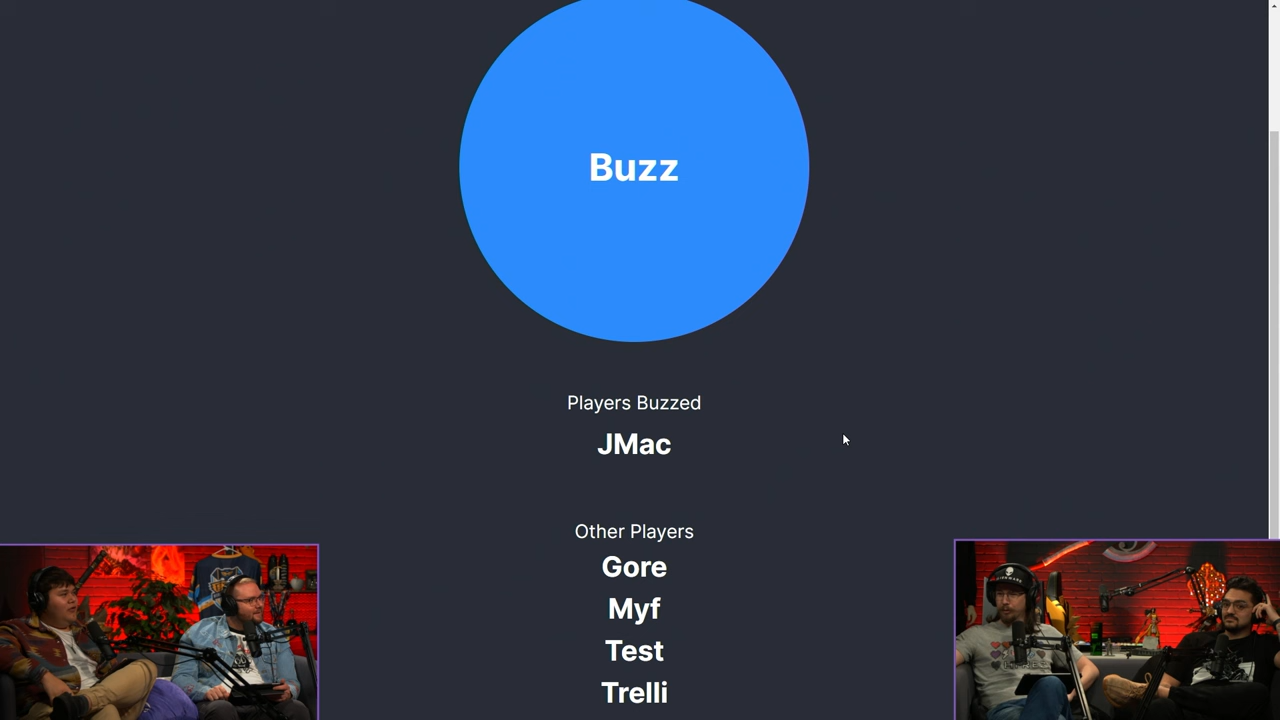 Buzz
Players Buzzed
JMac
Other Players
Gore
Myf
Test
Trelli